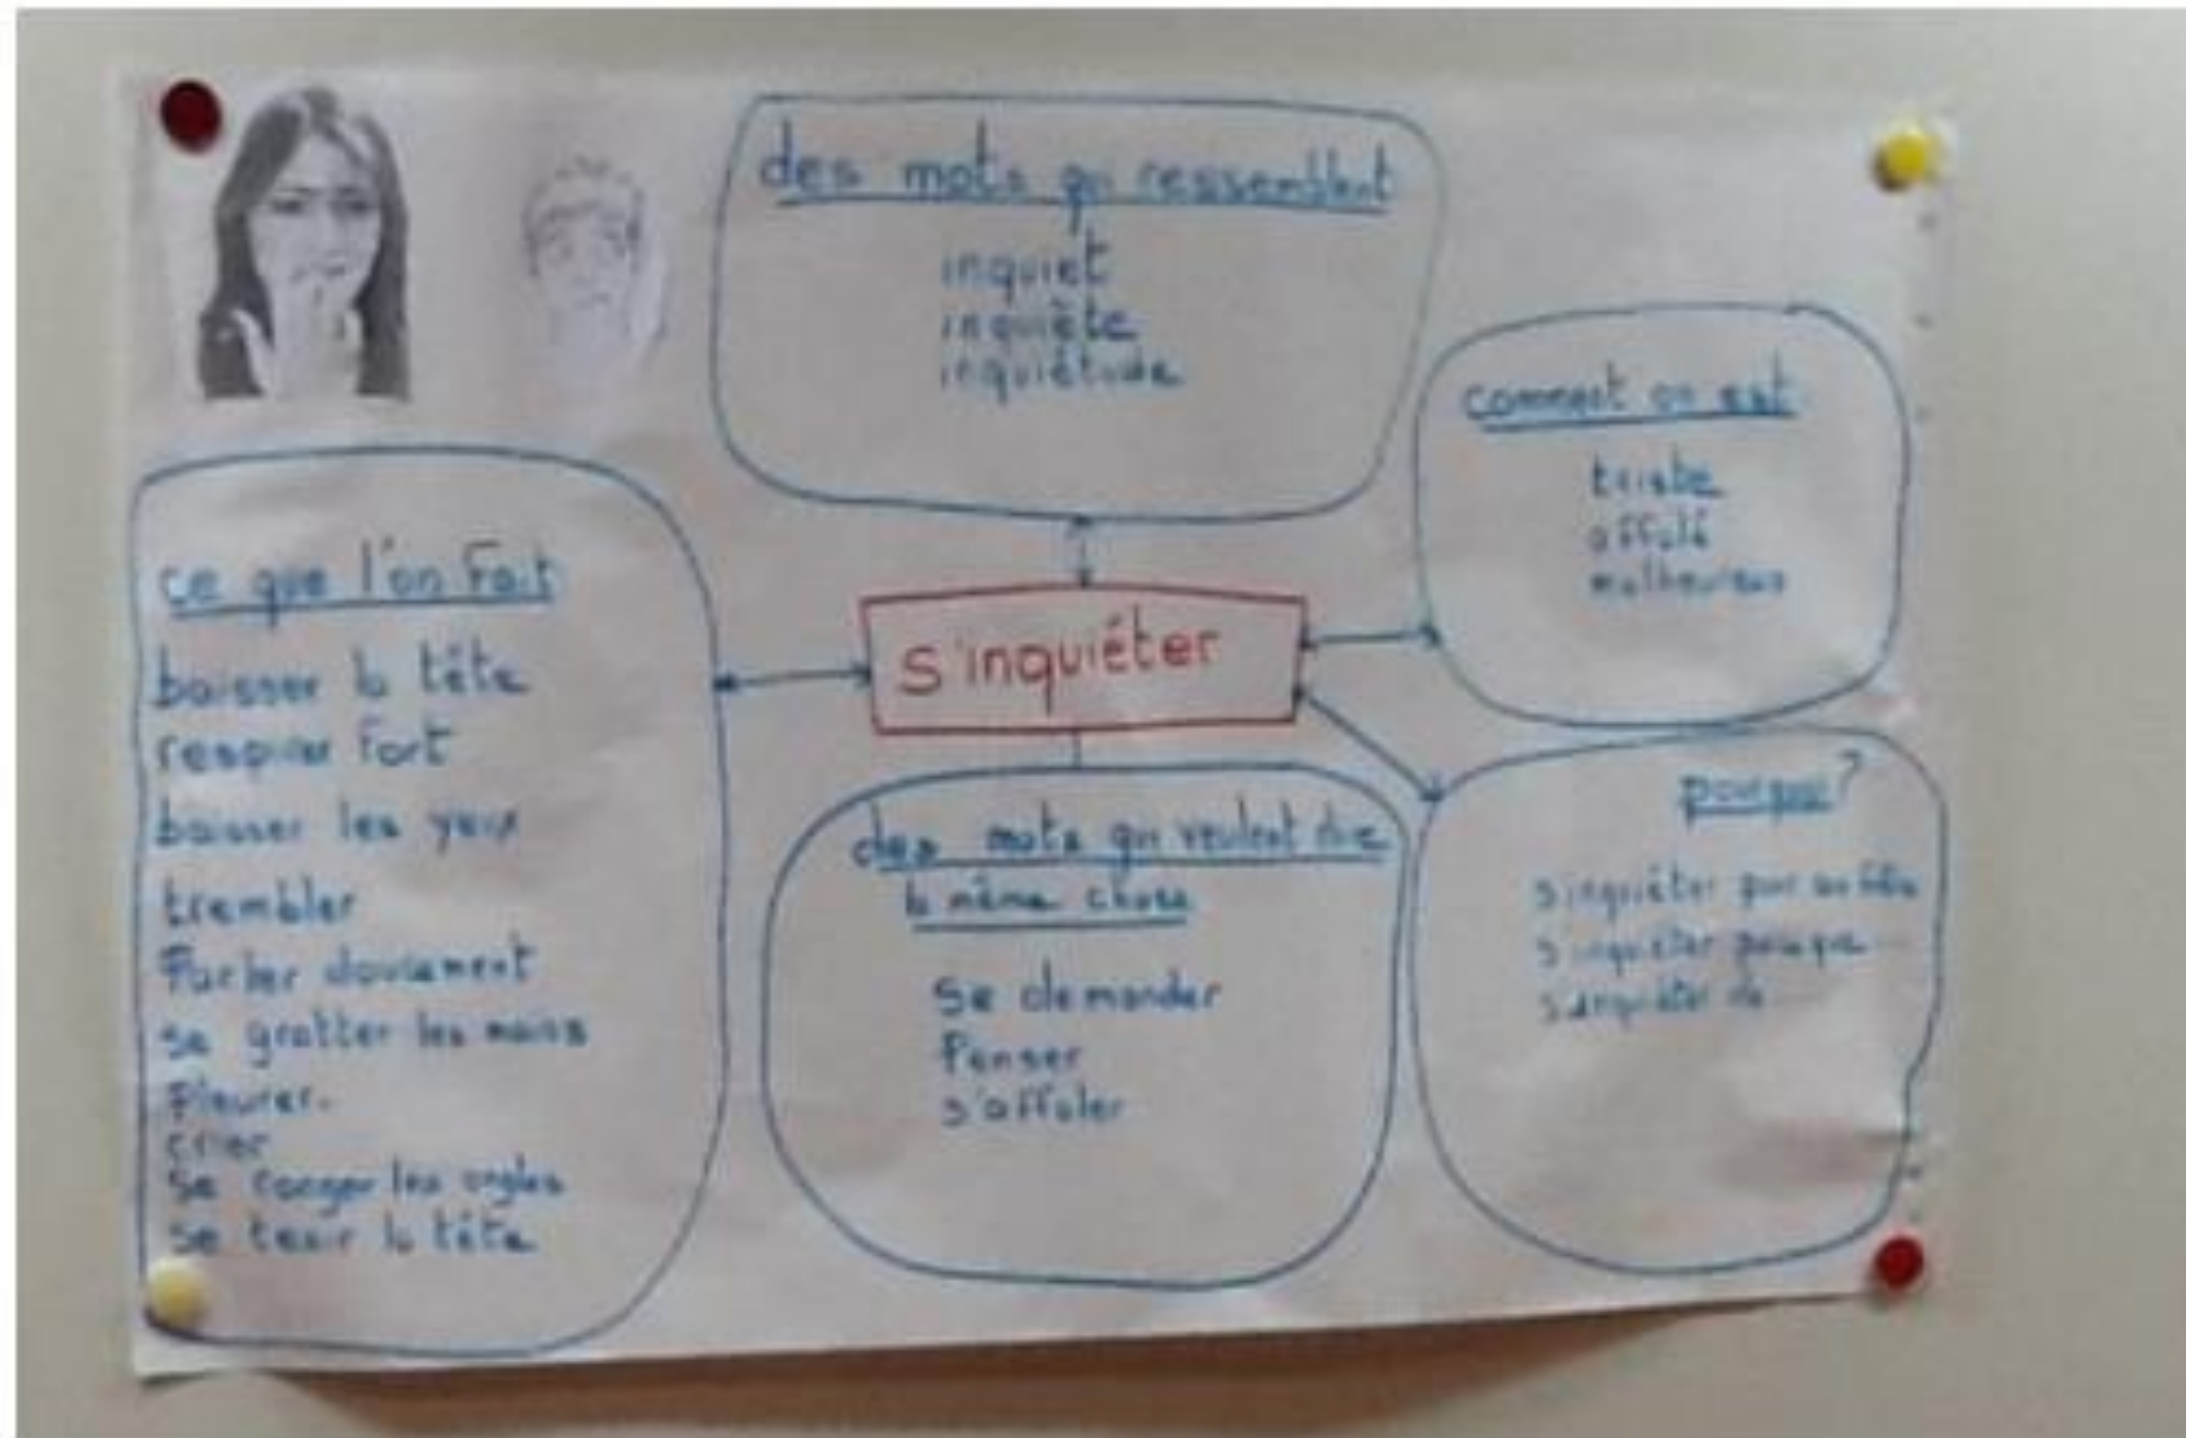 des mots qui ressemblent
inquiet
inquiète
inquiétude
comment on est
triste
affolé
malheureux
ce que l'on fait
baisser la tête
respirer fort
baisser les yeux
trembler
Parler doucement
se gratter les mains
Pleurer.
crier
se ronger les ongles
se tenir la tête
s'inquiéter
des mots qui veulent dire
la même chose
se demander
Penser
s'affoler
pourquoi?
s'inquiéter pour
s'inquiéter parce que
s'inquiéter de